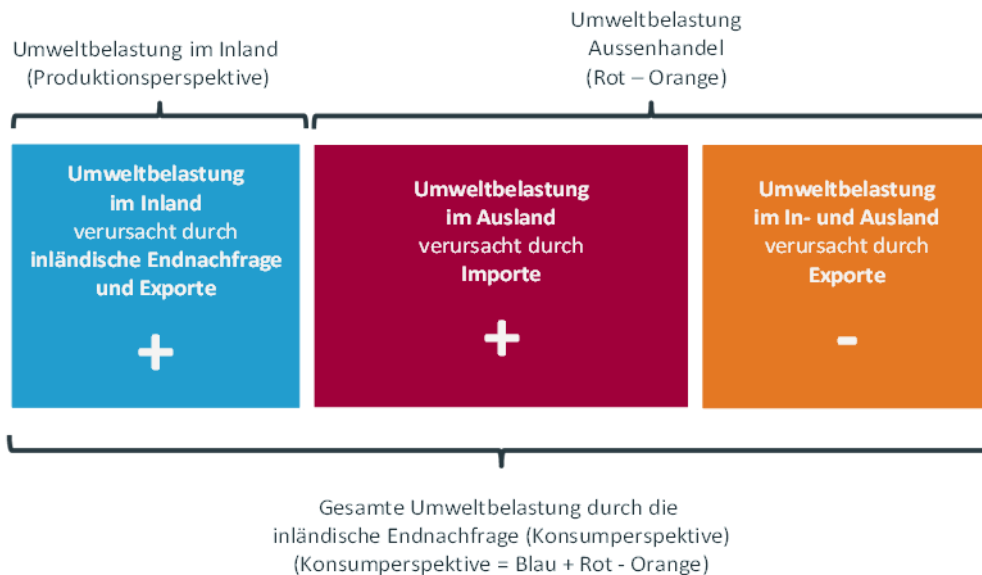 Umweltbelastung im Inland
(Produktionsperspektive)
Umweltbelastung
Aussenhandel
(Rot – Orange)
Umweltbelastung
im Inland
verursacht durch
inländische Endnachfrage
und Exporte
+
Umweltbelastung
im Ausland
verursacht durch
Importe
+
Umweltbelastung
im In- und Ausland
verursacht durch
Exporte
-
Gesamte Umweltbelastung durch die
inländische Endnachfrage (Konsumperspektive)
(Konsumperspektive = Blau + Rot - Orange)